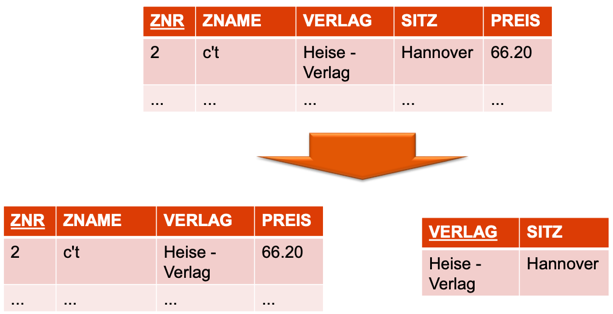 ZNR ZNAME VERLAG SITZ PREIS
2 c't Heise - Hannover 66.20
Verlag
... ... ... ... ...
ZNR ZNAME VERLAG PREIS
2 c't Heise - 66.20
Verlag
... ... ... ...
VERLAG SITZ
Heise - Hannover
Verlag